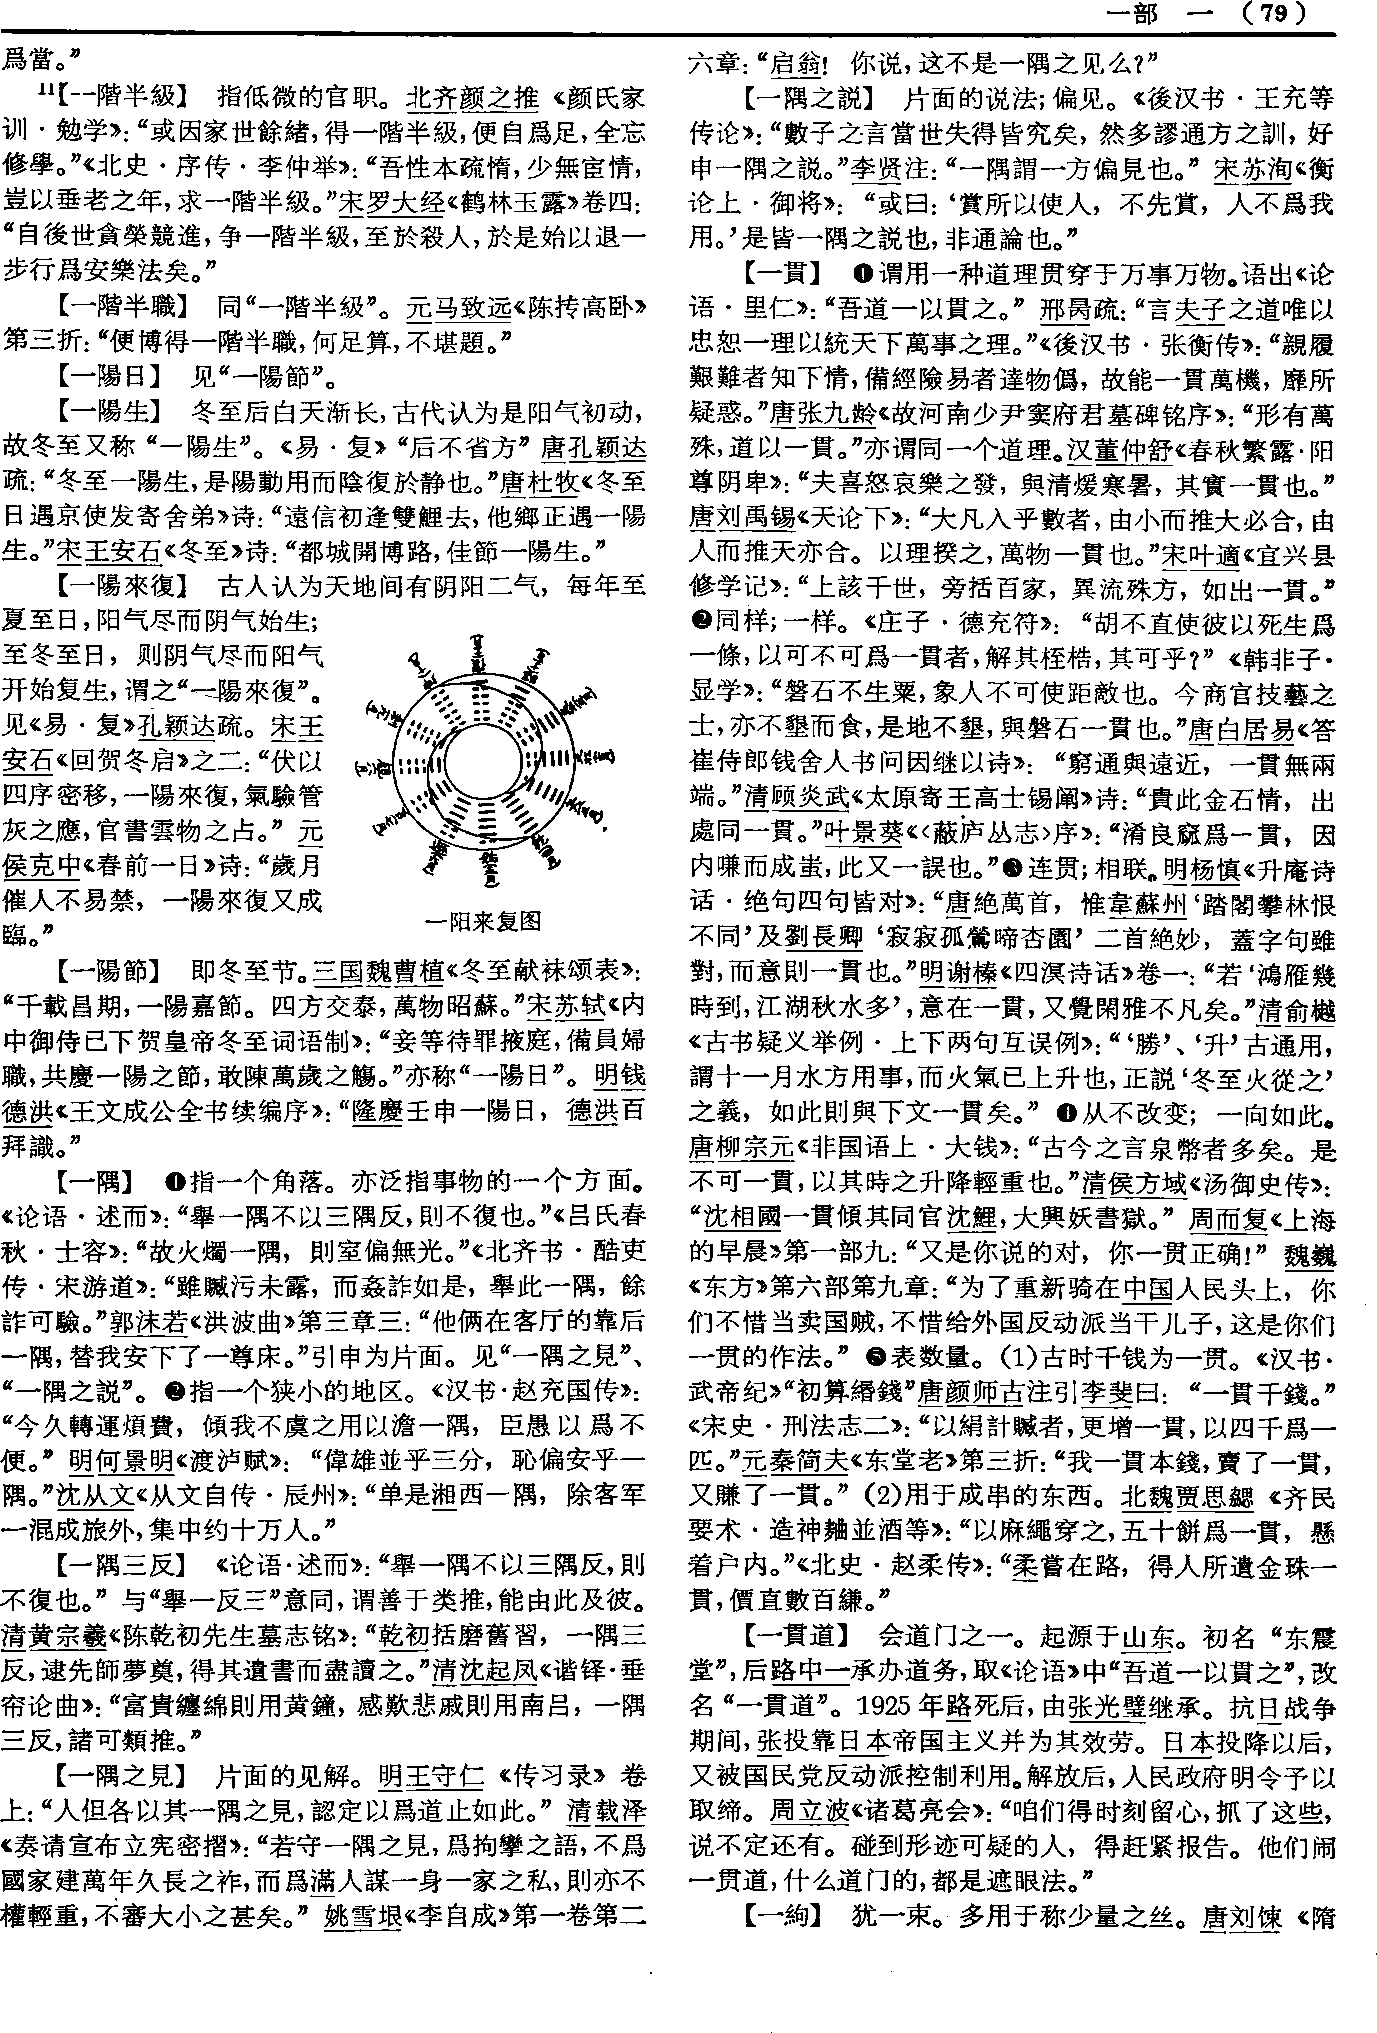 一部 一 （79）
爲當。”
11【一階半級】 指低微的官职。北齐颜之推《颜氏家
训·勉学》：“或因家世餘緒，得一階半級，便自爲足，全忘
修學。”《北史·序传·李仲举》：“吾性本疏惰，少無宦情，
豈以垂老之年，求一階半級。”宋罗大经《鹤林玉露》卷四：
“自後世貪榮競進，争一階半級，至於殺人，於是始以退一
步行爲安樂法矣。”
【一階半職】 同“一階半級”。元马致远《陈抟高卧》
第三折：“便博得一階半職，何足算，不堪題。”
【一陽日】 见“一陽節”。
【一陽生】 冬至后白天渐长，古代认为是阳气初动，
故冬至又称“一陽生”。《易·复》“后不省方”唐孔颖达
疏：“冬至一陽生，是陽動用而陰復於静也。”唐杜牧《冬至
日遇京使发寄舍弟》诗：“遠信初逢雙鯉去，他鄉正遇一陽
生。”宋王安石《冬至》诗：“都城開博路，佳節一陽生。”
【一陽來復】 古人认为天地间有阴阳二气，每年至
夏至日，阳气尽而阴气始生；
至冬至日，则阴气尽而阳气
开始复生，谓之“一陽來復”。
见《易·复》孔颖达疏。宋王
安石《回贺冬启》之二：“伏以
四序密移，一陽來復，氣驗管
灰之應，官書雲物之占。”元
侯克中《春前一日》诗：“歲月
催人不易禁，一陽來復又成
臨。”
一阳来复图
【一陽節】 即冬至节。三国魏曹植《冬至献袜颂表》：
“千載昌期，一陽嘉節。四方交泰，萬物昭蘇。”宋苏轼《内
中御侍已下贺皇帝冬至词语制》：“妾等待罪掖庭，備員婦
職，共慶一陽之節，敢陳萬歲之觴。”亦称“一陽日”。明钱
德洪《王文成公全书续编序》：“隆慶壬申一陽日，德洪百
拜識。”
【一隅】 ❶指一个角落。亦泛指事物的一个方面。
《论语·述而》：“舉一隅不以三隅反，則不復也。”《吕氏春
秋·士容》：“故火燭一隅，則室偏無光。”《北齐书·酷吏
传·宋游道》：“雖贓污未露，而姦詐如是，舉此一隅，餘
詐可驗。”郭沫若《洪波曲》第三章三：“他俩在客厅的靠后
一隅，替我安下了一尊床。”引申为片面。见“一隅之見”、
“一隅之説”。❷指一个狭小的地区。《汉书·赵充国传》：
“今久轉運煩費，傾我不虞之用以澹一隅，臣愚以爲不
便。”明何景明《渡泸赋》：“偉雄並乎三分，恥偏安乎一
隅。”沈从文《从文自传·辰州》：“单是湘西一隅，除客军
一混成旅外，集中约十万人。”
【一隅三反】 《论语·述而》：“舉一隅不以三隅反，則
不復也。”与“舉一反三”意同，谓善于类推，能由此及彼。
清黄宗羲《陈乾初先生墓志铭》：“乾初括磨舊習，一隅三
反，逮先師夢奠，得其遺書而盡讀之。”清沈起凤《谐铎·垂
帘论曲》：“富貴纏綿則用黄鐘，感歎悲戚則用南吕，一隅
三反，諸可類推。”
【一隅之見】 片面的见解。明王守仁《传习录》卷
上：“人但各以其一隅之見，認定以爲道止如此。”清载泽
《奏请宣布立宪密摺》：“若守一隅之見，爲拘攣之語，不爲
國家建萬年久長之祚，而爲滿人謀一身一家之私，則亦不
權輕重，不審大小之甚矣。”姚雪垠《李自成》第一卷第二
六章：“启翁！你说，这不是一隅之见么？”
【一隅之説】 片面的说法；偏见。《後汉书·王充等
传论》：“數子之言當世失得皆究矣，然多謬通方之訓，好
申一隅之説。”李贤注：“一隅謂一方偏見也。”宋苏洵《衡
论上·御将》：“或曰：‘賞所以使人，不先賞，人不爲我
用。’是皆一隅之説也，非通論也。”
【一貫】 ❶谓用一种道理贯穿于万事万物。语出《论
语·里仁》：“吾道一以貫之。”邢昺疏：“言夫子之道唯以
忠恕一理以統天下萬事之理。”《後汉书·张衡传》：“親履
艱難者知下情，備經險易者達物僞，故能一貫萬機，靡所
疑惑。”唐张九龄《故河南少尹窦府君墓碑铭序》：“形有萬
殊，道以一貫。”亦谓同一个道理。汉董仲舒《春秋繁露·阳
尊阴卑》：“夫喜怒哀樂之發，與清煖寒暑，其實一貫也。”
唐刘禹锡《天论下》：“大凡入乎數者，由小而推大必合，由
人而推天亦合。以理揆之，萬物一貫也。”宋叶適《宜兴县
修学记》：“上該千世，旁括百家，異流殊方，如出一貫。”
❷同样；一样。《庄子·德充符》：“胡不直使彼以死生爲
一條，以可不可爲一貫者，解其桎梏，其可乎？”《韩非子·
显学》：“磐石不生粟，象人不可使距敵也。今商官技藝之
士，亦不墾而食，是地不墾，與磐石一貫也。”唐白居易《答
崔侍郎钱舍人书问因继以诗》：“窮通與遠近，一貫無兩
端。”清顾炎武《太原寄王高士锡阐》诗：“貴此金石情，出
處同一貫。”叶景葵《〈蔽庐丛志〉序》：“淆良窳爲一貫，因
内嗛而成蚩，此又一誤也。”❸连贯；相联。明杨慎《升庵诗
话·绝句四句皆对》：“唐絶萬首，惟韋蘇州‘踏閣攀林恨
不同’及劉長卿‘寂寂孤鶯啼杏園’二首絶妙，蓋字句雖
對，而意則一貫也。”明谢榛《四溟诗话》卷一：“若‘鴻雁幾
時到，江湖秋水多’，意在一貫，又覺閑雅不凡矣。”清俞樾
《古书疑义举例·上下两句互误例》：“‘勝’、‘升’古通用，
謂十一月水方用事，而火氣已上升也，正説‘冬至火從之’
之義，如此則與下文一貫矣。”❹从不改变；一向如此。
唐柳宗元《非国语上·大钱》：“古今之言泉幣者多矣。是
不可一貫，以其時之升降輕重也。”清侯方域《汤御史传》：
“沈相國一貫傾其同官沈鯉，大興妖書獄。”周而复《上海
的早晨》第一部九：“又是你说的对，你一贯正确！”魏巍
《东方》第六部第九章：“为了重新骑在中国人民头上，你
们不惜当卖国贼，不惜给外国反动派当干儿子，这是你们
一贯的作法。”❺表数量。（1）古时千钱为一贯。《汉书·
武帝纪》“初算緡錢”唐颜师古注引李斐曰：“一貫千錢。”
《宋史·刑法志二》：“以絹計贓者，更增一貫，以四千爲一
匹。”元秦简夫《东堂老》第三折：“我一貫本錢，賣了一貫，
又賺了一貫。”（2）用于成串的东西。北魏贾思勰《齐民
要术·造神麯並酒等》：“以麻繩穿之，五十餅爲一貫，懸
着户内。”《北史·赵柔传》：“柔嘗在路，得人所遺金珠一
貫，價直數百縑。”
【一貫道】 会道门之一。起源于山东。初名“东震
堂”，后路中一承办道务，取《论语》中“吾道一以貫之”，改
名“一貫道”。1925年路死后，由张光璧继承。抗日战争
期间，张投靠日本帝国主义并为其效劳。日本投降以后，
又被国民党反动派控制利用。解放后，人民政府明令予以
取缔。周立波《诸葛亮会》：“咱们得时刻留心，抓了这些，
说不定还有。碰到形迹可疑的人，得赶紧报告。他们闹
一贯道，什么道门的，都是遮眼法。”
【一絇】 犹一束。多用于称少量之丝。唐刘餗《隋